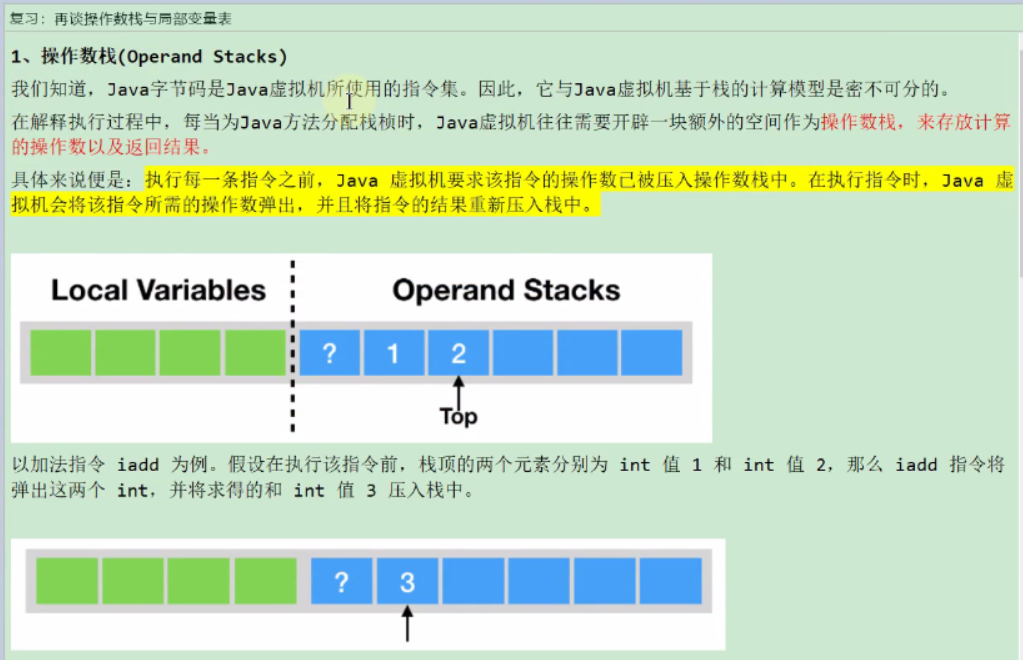 复习：再谈操作数栈与局部变量表
1、操作数栈(Operand Stacks)
我们知道，Java字节码是Java虚拟机所使用的指令集。因此，它与Java虚拟机基于栈的计算模型是密不可分的。
在解释执行过程中，每当为Java方法分配栈桢时，Java虚拟机往往需要开辟一块额外的空间作为操作数栈，来存放计算
的操作数以及返回结果。
具体来说便是：执行每一条指令之前，Java 虚拟机要求该指令的操作数已被压入操作数栈中。在执行指令时，Java 虚
拟机会将该指令所需的操作数弹出，并且将指令的结果重新压入栈中。
Local Variables Operand Stacks
? 1 2
Top
以加法指令 iadd 为例。假设在执行该指令前，栈顶的两个元素分别为 int 值 1 和 int 值 2，那么 iadd 指令将
弹出这两个 int，并将求得的和 int 值 3 压入栈中。
? 3